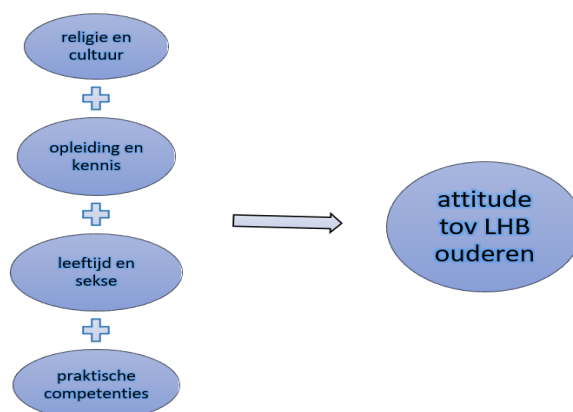 religie en
cultuur
opleiding en
kennis
leeftijd en
sekse
praktische
competenties
attitude
tov LHB
ouderen